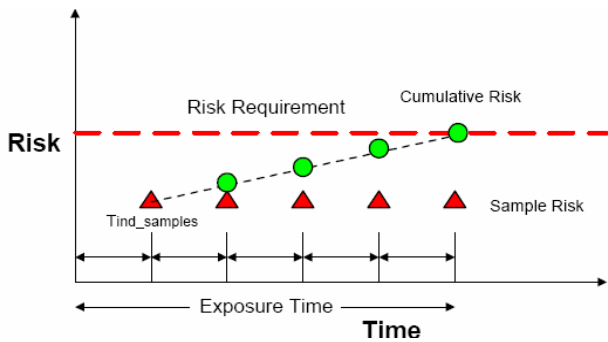 Cumulative Risk
Risk Requirement
Risk
Sample Risk
Tind_samples
Exposure Time
Time